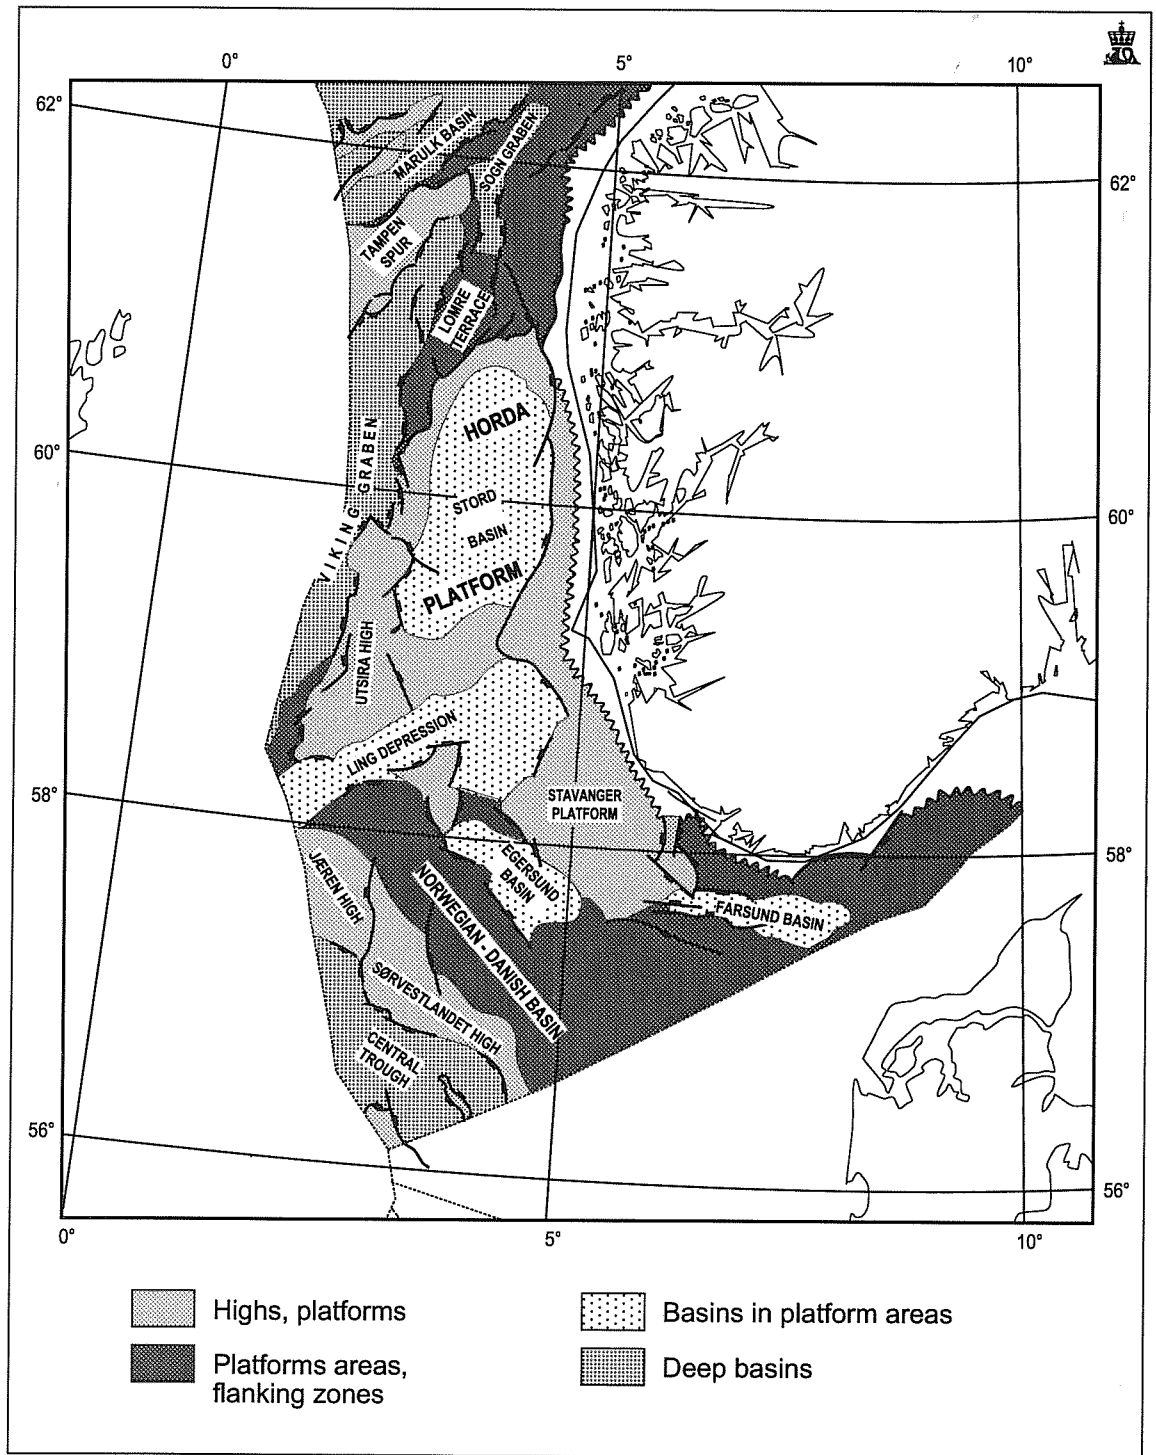 0°
5°
10°
62°
62°
MARULK BASIN
SOGN GRABEN
TAMPEN
SPUR
LOMRE
TERRACE
HORDA
60°
VIKING GRABEN
STORD
BASIN
60°
PLATFORM
UTSIRA HIGH
LING DEPRESSION
58°
STAVANGER
PLATFORM
58°
JÆREN HIGH
EGERSUND
BASIN
NORWEGIAN - DANISH BASIN
FARSUND BASIN
SØRVESTLANDET HIGH
CENTRAL
TROUGH
56°
56°
0°
5°
10°
Highs, platforms
Platforms areas,
flanking zones
Basins in platform areas
Deep basins